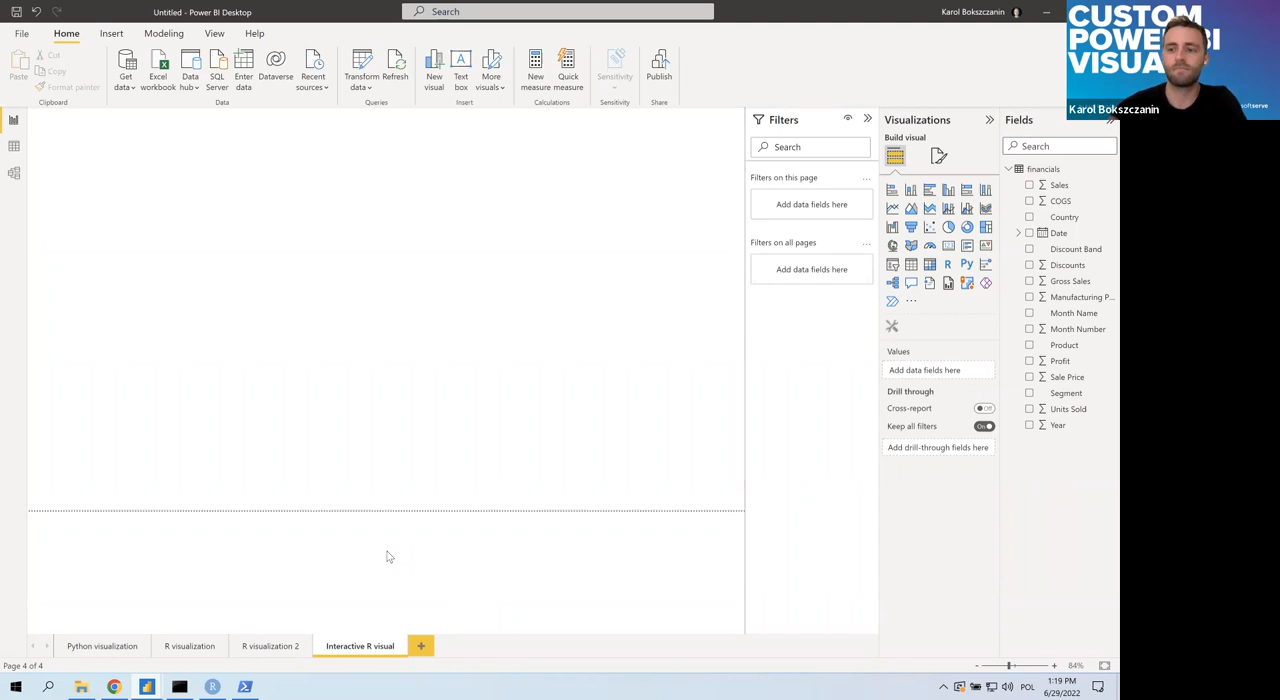 Untitled - Power BI Desktop
Search
Karol Bokszczanin
File
Home
Insert
Modeling
View
Help
Paste
Cut
Copy
Format painter
Clipboard
Get data
Excel workbook
Data hub
SQL Server
Enter data
Dataverse
Recent sources
Data
Transform data
Refresh
Queries
New visual
Text box
More visuals
Insert
New measure
Quick measure
Calculations
Sensitivity
Sensitivity
Publish
Share
CUSTOM
POWER BI
VISUA
Karol Bokszczanin
softserve
Filters
Search
Filters on this page
...
Add data fields here
Filters on all pages
...
Add data fields here
Visualizations
Build visual
R
Py
...
Values
Add data fields here
Drill through
Cross-report
Off
Keep all filters
On
Add drill-through fields here
Fields
Search
financials
Sales
COGS
Country
Date
Discount Band
Discounts
Gross Sales
Manufacturing P...
Month Name
Month Number
Product
Profit
Sale Price
Segment
Units Sold
Year
Python visualization
R visualization
R visualization 2
Interactive R visual
+
Page 4 of 4
- + 84%
R
POL
1:19 PM
6/29/2022